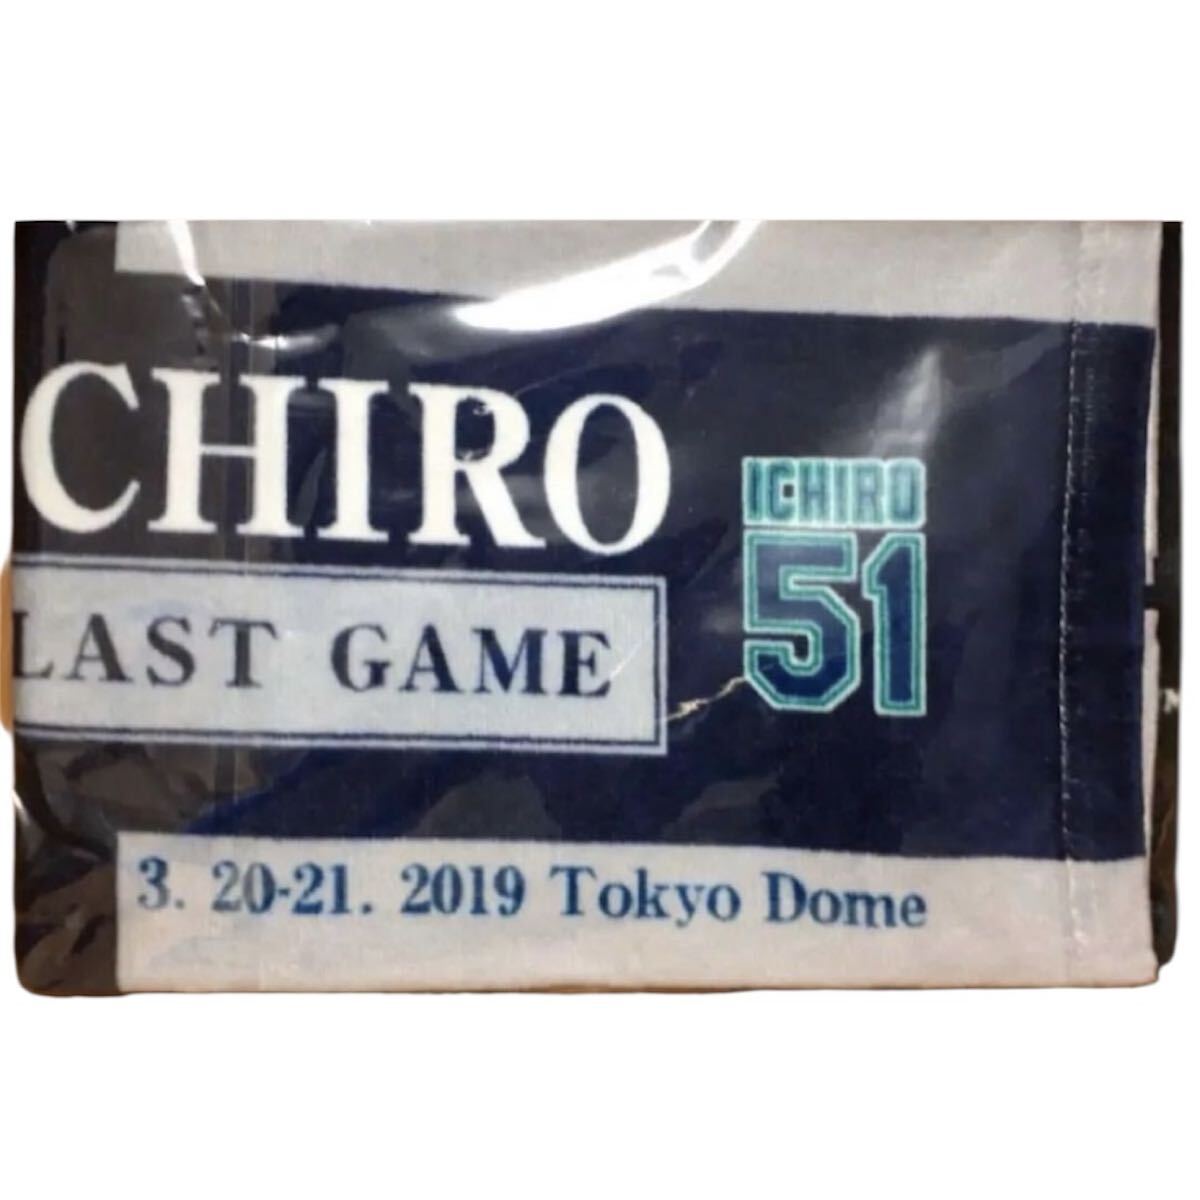 CHIRO
LAST GAME
ICHIRO
51
3. 20-21. 2019 Tokyo Dome